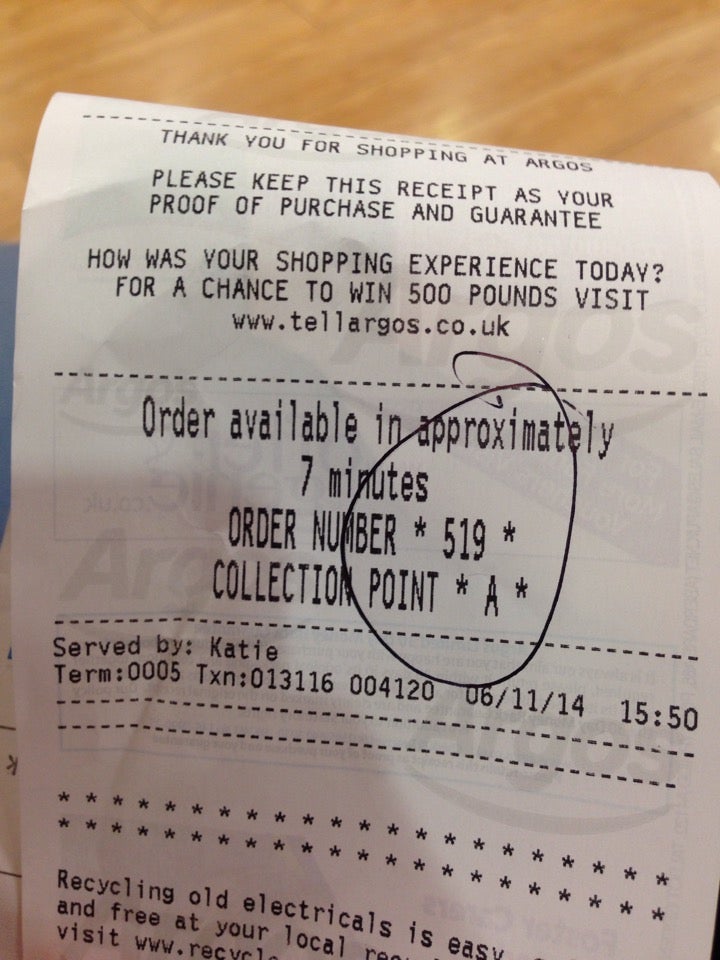 THANK YOU FOR SHOPPING AT ARGOS
PLEASE KEEP THIS RECEIPT AS YOUR
PROOF OF PURCHASE AND GUARANTEE
HOW WAS YOUR SHOPPING EXPERIENCE TODAY?
FOR A CHANCE TO WIN 500 POUNDS VISIT
www.tellargos.co.uk
Order available in approximately
7 minutes
ORDER NUMBER * 519 *
COLLECTION POINT * A *
Served by: Katie
Term:0005 Txn:013116 004120 06/11/14 15:50
* * * * * * * * * * * * * * * * * * * * * *
* * * * * * * * * * * * * * * * * * * * * *
Recycling old electricals is easy
and free at your local
visit